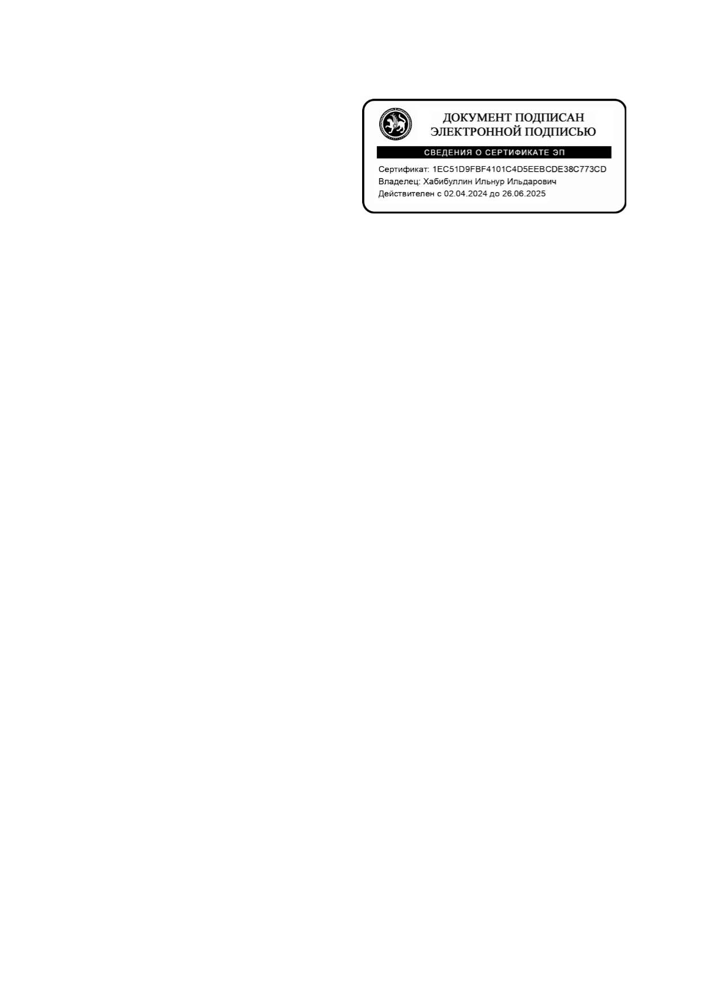 ДОКУМЕНТ ПОДПИСАН
ЭЛЕКТРОННОЙ ПОДПИСЬЮ
СВЕДЕНИЯ О СЕРТИФИКАТЕ ЭП
Сертификат: 1EC51D9FBF4101C4D5EEBCDE38C773CD
Владелец: Хабибуллин Ильнур Ильдарович
Действителен с 02.04.2024 до 26.06.2025